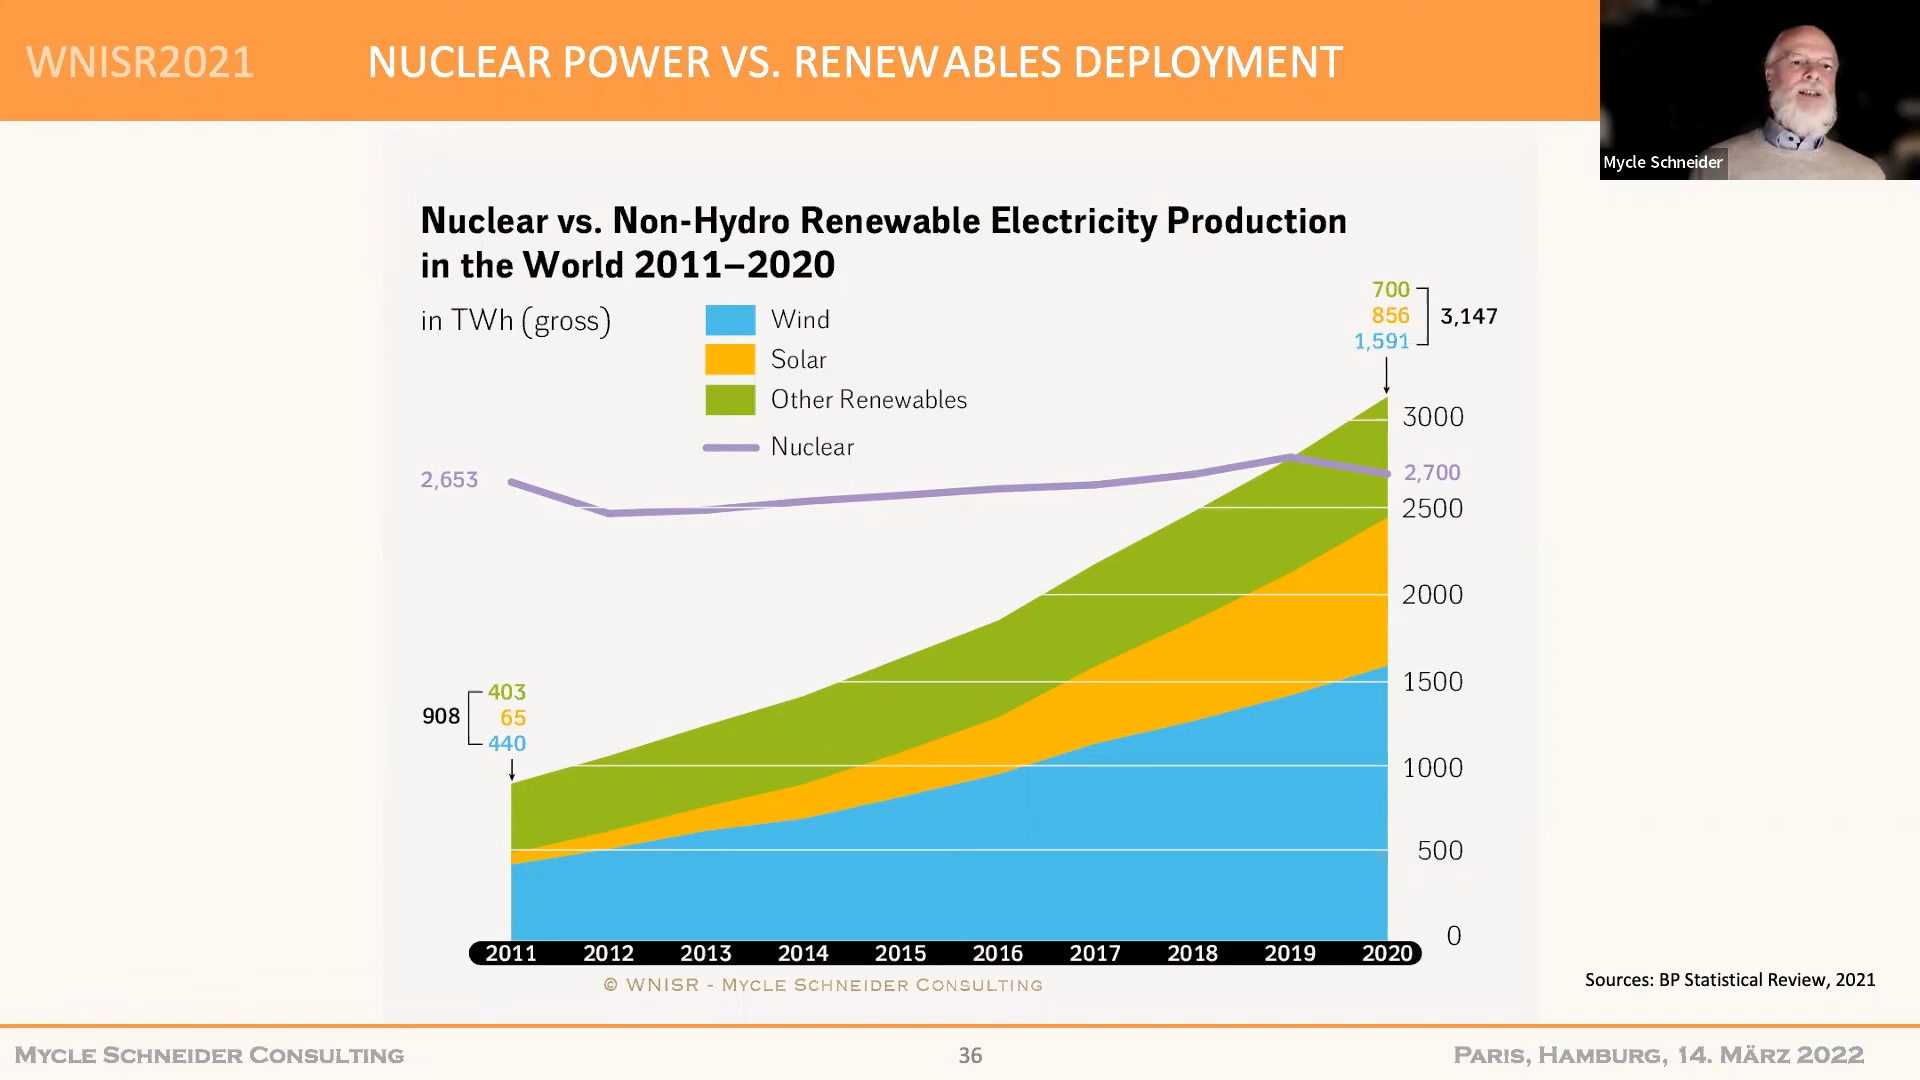 WNISR2021
NUCLEAR POWER VS. RENEWABLES DEPLOYMENT
Mycle Schneider
Nuclear vs. Non-Hydro Renewable Electricity Production
in the World 2011–2020
in TWh (gross)
Wind
Solar
Other Renewables
Nuclear
700
856
1,591
3,147
2,653
2,700
403
65
440
908
3000
2500
2000
1500
1000
500
0
2011 2012 2013 2014 2015 2016 2017 2018 2019 2020
© WNISR - Mycle Schneider Consulting
Sources: BP Statistical Review, 2021
Mycle Schneider Consulting
36
Paris, Hamburg, 14. März 2022